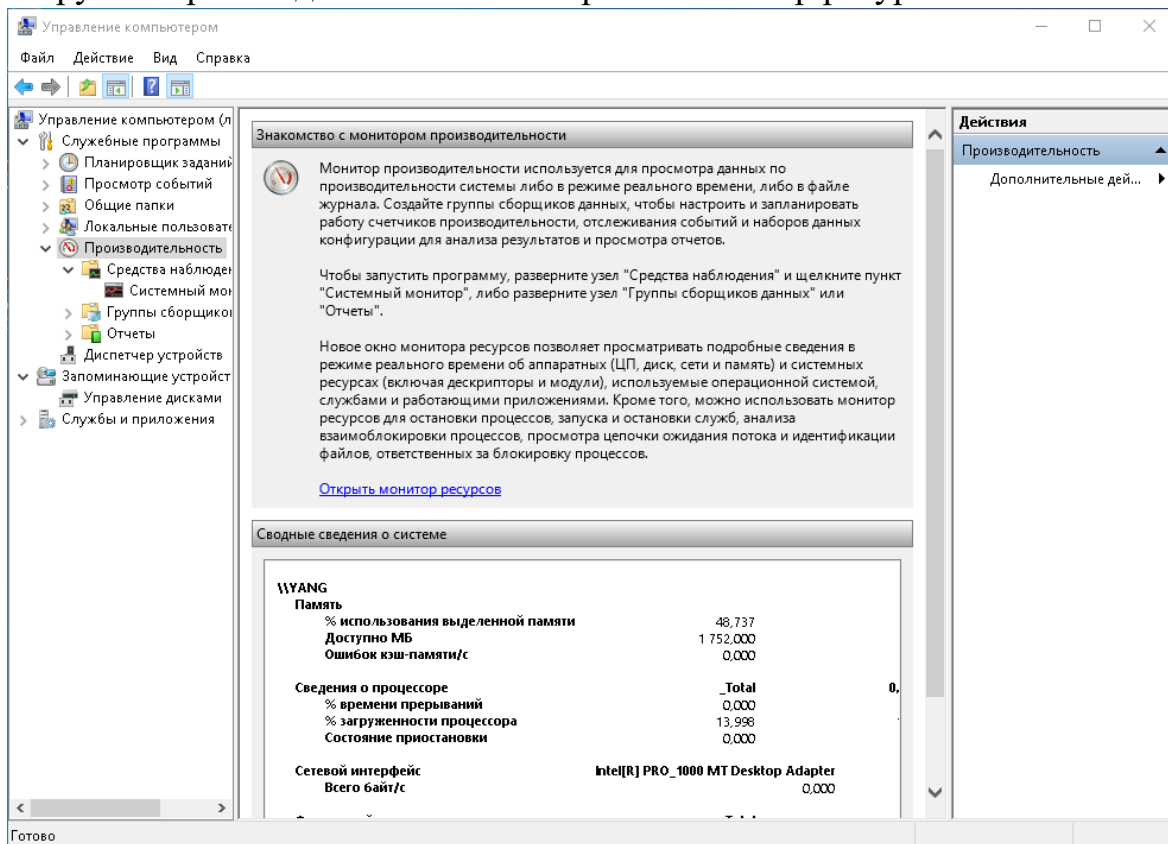 Управление компьютером
Файл Действие Вид Справка
Управление компьютером (л
Служебные программы
Планировщик заданий
Просмотр событий
Общие папки
Локальные пользовате
Производительность
Средства наблюден
Системный мон
Группы сборщиков
Отчеты
Диспетчер устройств
Запоминающие устройст
Управление дисками
Службы и приложения
Знакомство с монитором производительности
Монитор производительности используется для просмотра данных по
производительности системы либо в режиме реального времени, либо в файле
журнала. Создайте группы сборщиков данных, чтобы настроить и запланировать
работу счетчиков производительности, отслеживания событий и наборов данных
конфигурации для анализа результатов и просмотра отчетов.
Чтобы запустить программу, разверните узел "Средства наблюдения" и щелкните пункт
"Системный монитор", либо разверните узел "Группы сборщиков данных" или
"Отчеты".
Новое окно монитора ресурсов позволяет просматривать подробные сведения в
режиме реального времени об аппаратных (ЦП, диск, сети и память) и системных
ресурсах (включая дескрипторы и модули), используемые операционной системой,
службами и работающими приложениями. Кроме того, можно использовать монитор
ресурсов для остановки процессов, запуска и остановки служб, анализа
взаимоблокировки процессов, просмотра цепочки ожидания потока и идентификации
файлов, ответственных за блокировку процессов.
Открыть монитор ресурсов
Сводные сведения о системе
\\YANG
Память
% использования выделенной памяти 48,737
Доступно МБ 1 752,000
Ошибок кэш-памяти/с 0,000
Сведения о процессоре _Total 0,
% времени прерываний 0,000
% загруженности процессора 13,998
Состояние приостановки 0,000
Сетевой интерфейс Intel[R] PRO_1000 MT Desktop Adapter
Всего байт/с 0,000
Действия
Производительность
Дополнительные дей...
Готово